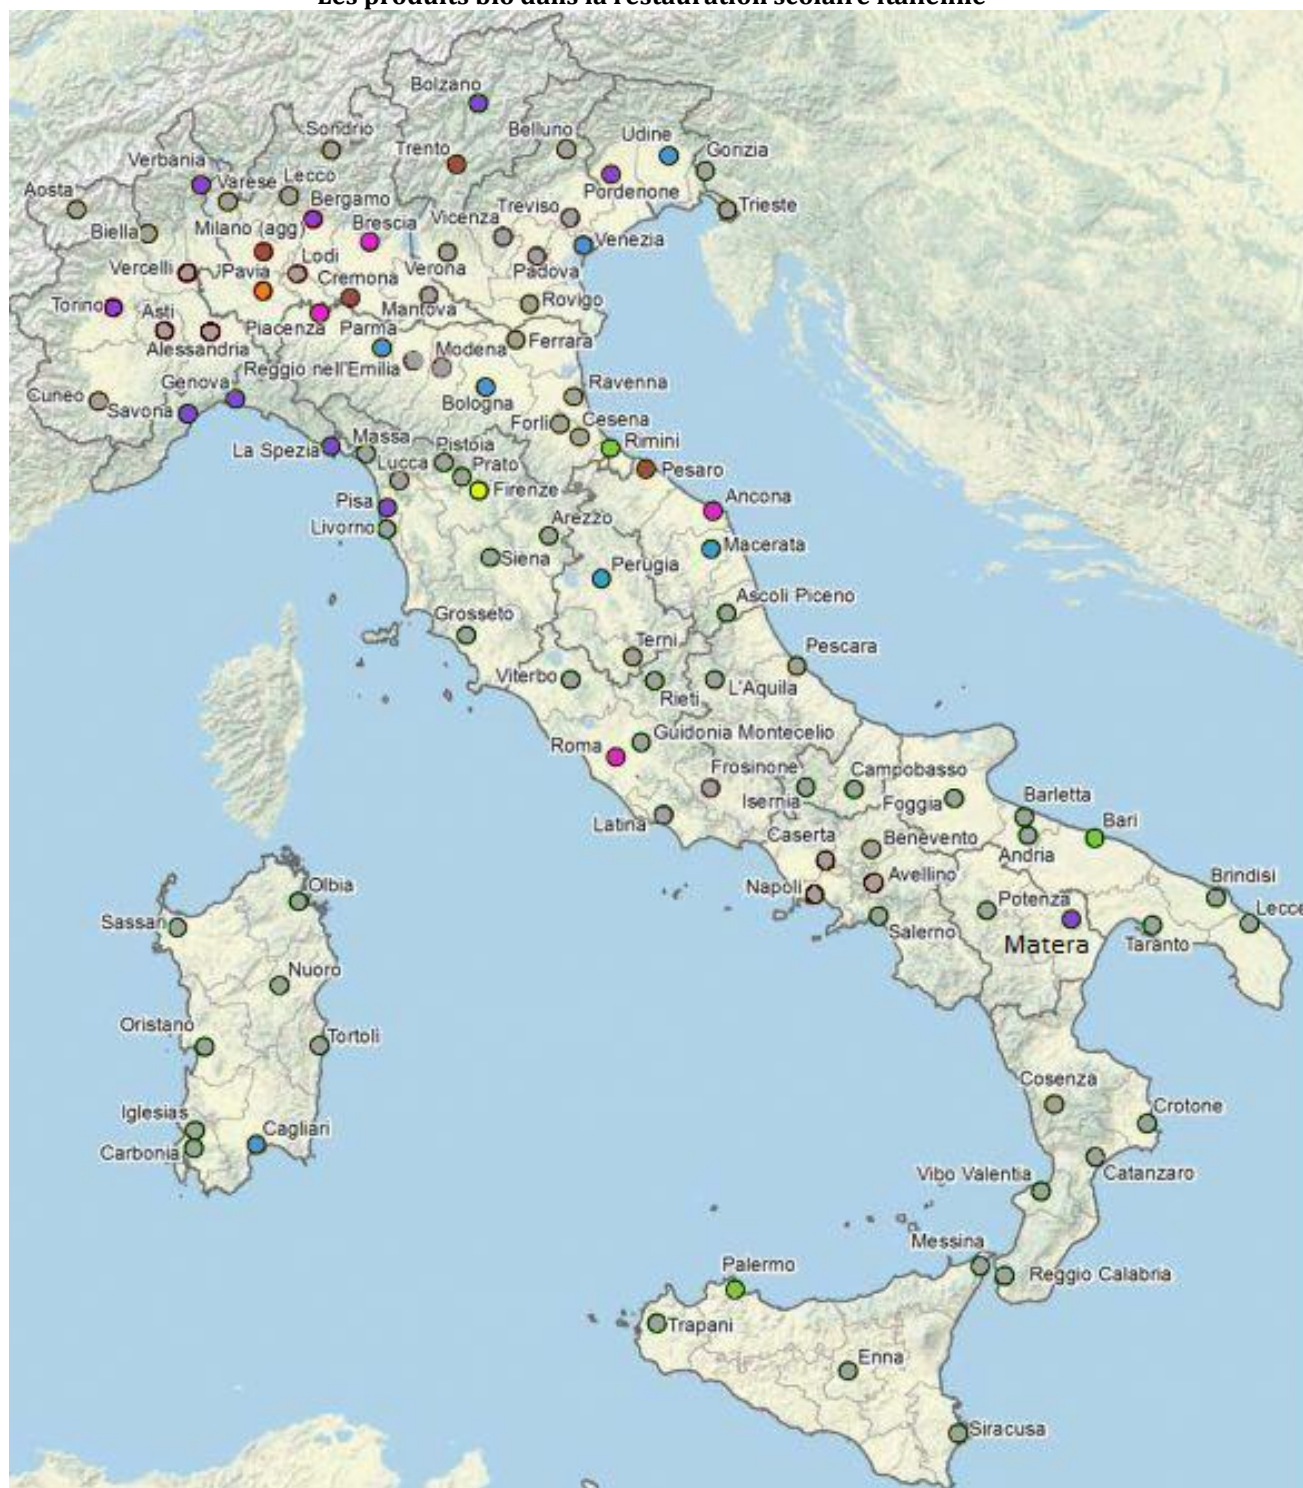 Les produits bio dans la restauration scolaire italienne
Bolzano
Sondrio
Belluno
Udine
Trento
Gorizia
Verbania
Aosta
Varese
Lecco
Pordenone
Bergamo
Treviso
Trieste
Vicenza
Biella
Milano (agg)
Brescia
Venezia
Vercelli
Pavia
Lodi
Verona
Padova
Cremona
Torino
Asti
Mantova
Rovigo
Piacenza
Parma
Ferrara
Alessandria
Modena
Reggio nell'Emilia
Cuneo
Genova
Ravenna
Savona
Bologna
Forli
Cesena
La Spezia
Massa
Pistoia
Rimini
Lucca
Prato
Pesaro
Firenze
Pisa
Ancona
Livorno
Arezzo
Macerata
Siena
Perugia
Ascoli Piceno
Grosseto
Terni
Pescara
Viterbo
L'Aquila
Rieti
Guidonia Montecelio
Roma
Frosinone
Campobasso
Isernia
Foggia
Barletta
Latina
Bari
Caserta
Benevento
Andria
Napoli
Avellino
Brindisi
Olbia
Potenza
Lecce
Sassari
Salerno
Matera
Taranto
Nuoro
Oristano
Tortoli
Cosenza
Iglesias
Crotone
Cagliari
Carbonia
Vibo Valentia
Catanzaro
Messina
Palermo
Reggio Calabria
Trapani
Enna
Siracusa